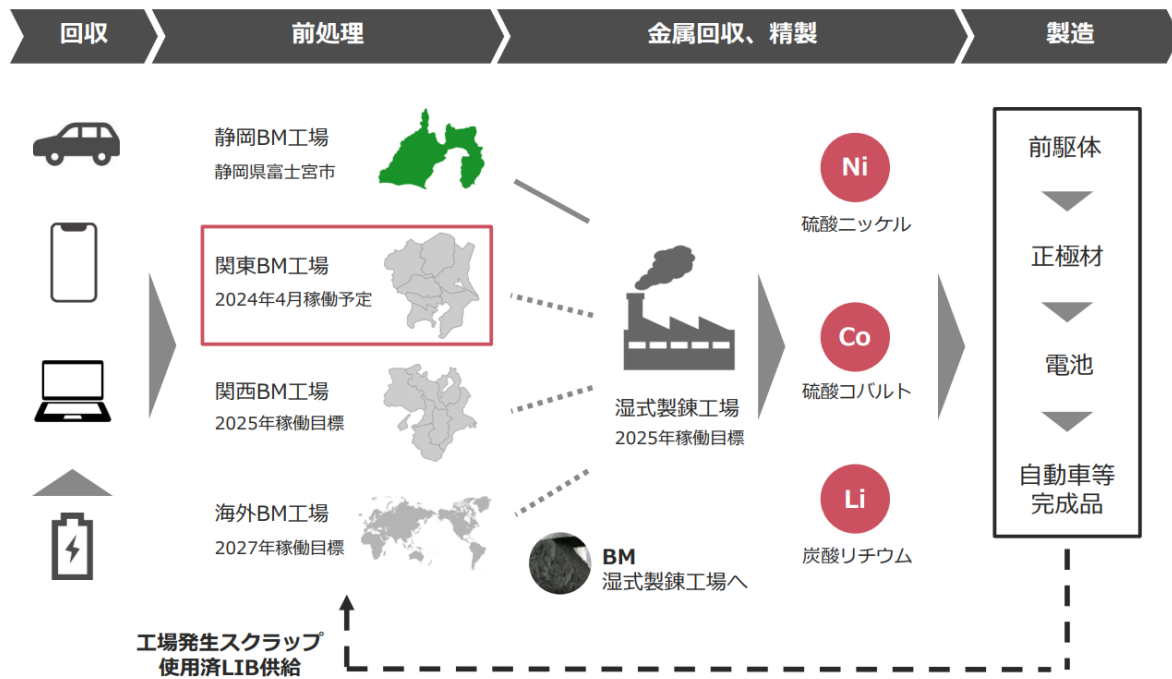 回収
前処理
金属回収、精製
製造
静岡BM工場
静岡県富士宮市
関東BM工場
2024年4月稼働予定
関西BM工場
2025年稼働目標
海外BM工場
2027年稼働目標
湿式製錬工場
2025年稼働目標
BM
湿式製錬工場へ
Ni
硫酸ニッケル
Co
硫酸コバルト
Li
炭酸リチウム
前駆体
正極材
電池
自動車等
完成品
工場発生スクラップ
使用済LIB供給